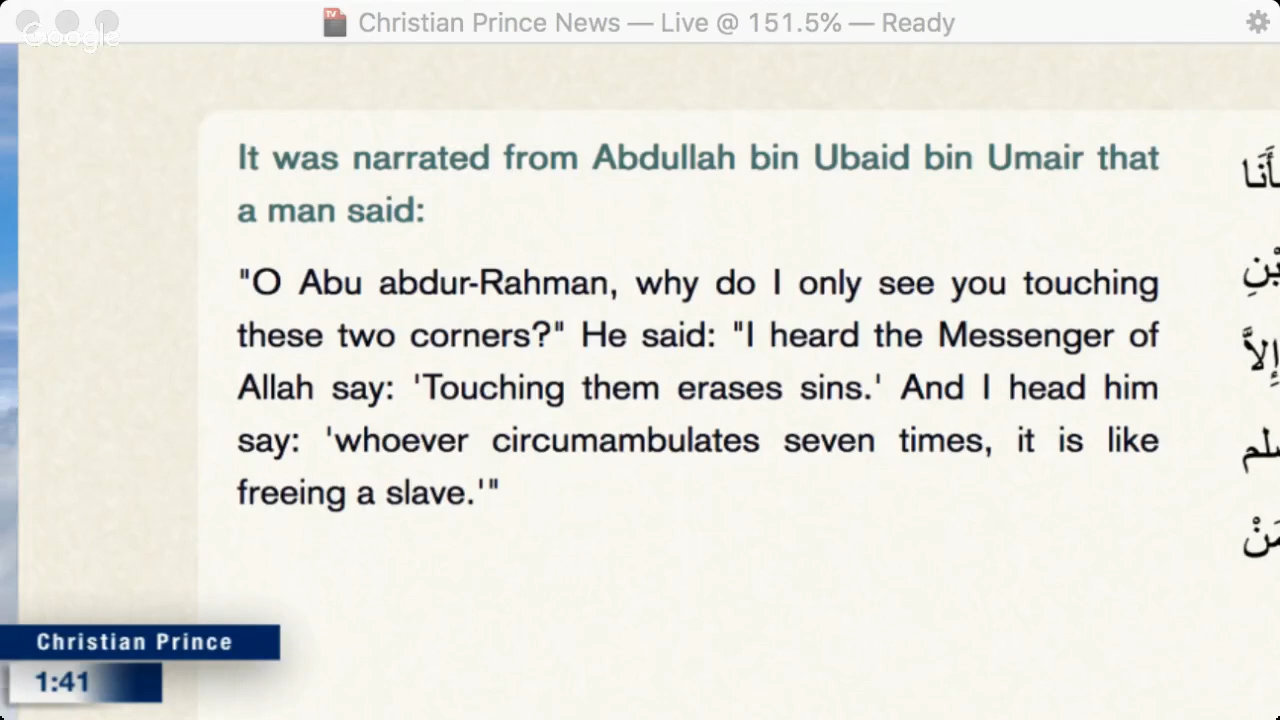 Christian Prince News — Live @ 151.5% — Ready
Google
It was narrated from Abdullah bin Ubaid bin Umair that
a man said:
"O Abu abdur-Rahman, why do I only see you touching
these two corners?" He said: "I heard the Messenger of
Allah say: 'Touching them erases sins.' And I head him
say: 'whoever circumambulates seven times, it is like
freeing a slave.'"
Christian Prince
1:41